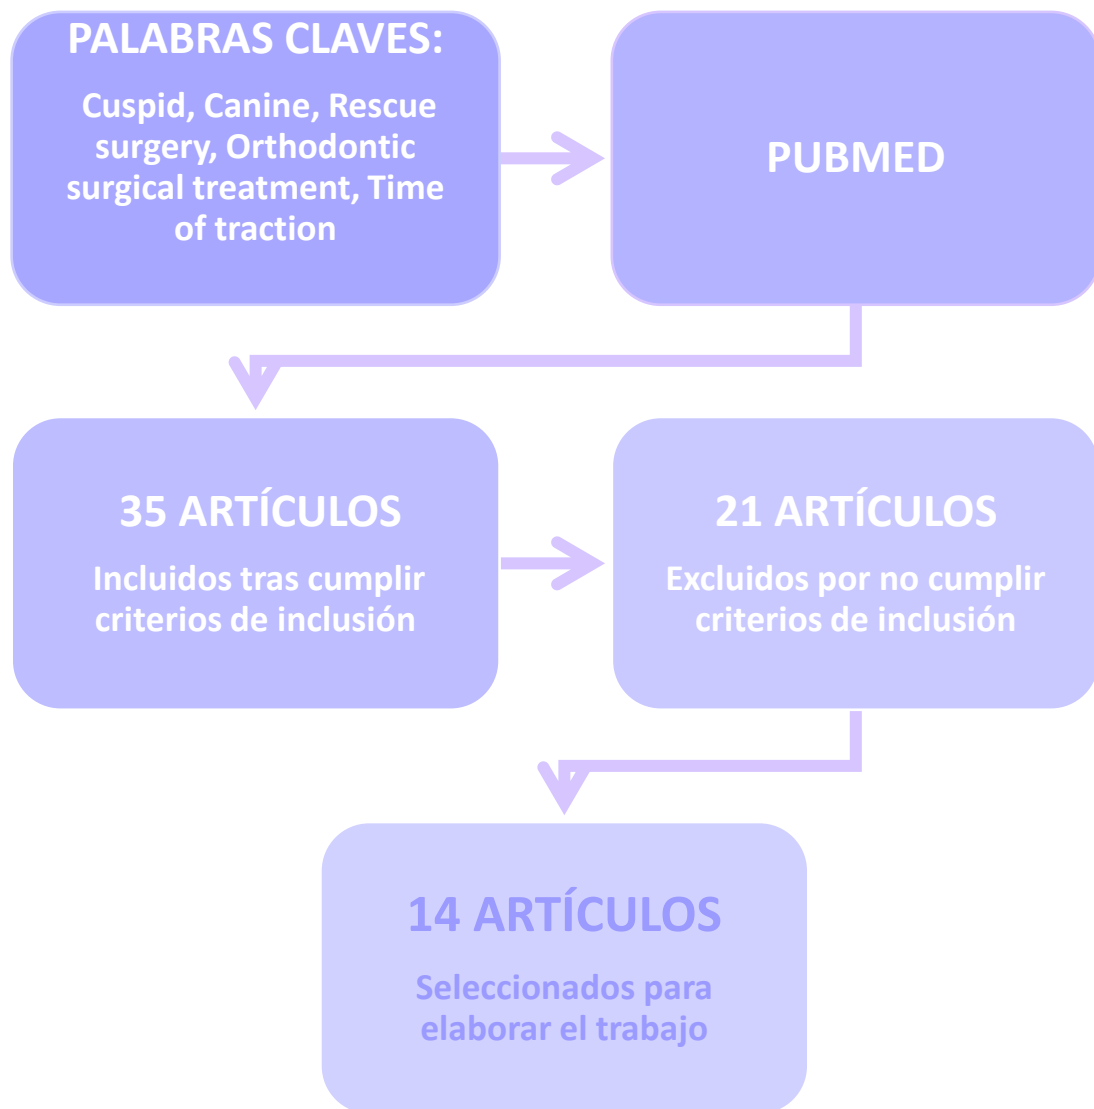 PALABRAS CLAVES:
Cuspid, Canine, Rescue
surgery, Orthodontic
surgical treatment, Time
of traction
PUBMED
35 ARTÍCULOS
Incluidos tras cumplir
criterios de inclusión
21 ARTÍCULOS
Excluidos por no cumplir
criterios de inclusión
14 ARTÍCULOS
Seleccionados para
elaborar el trabajo